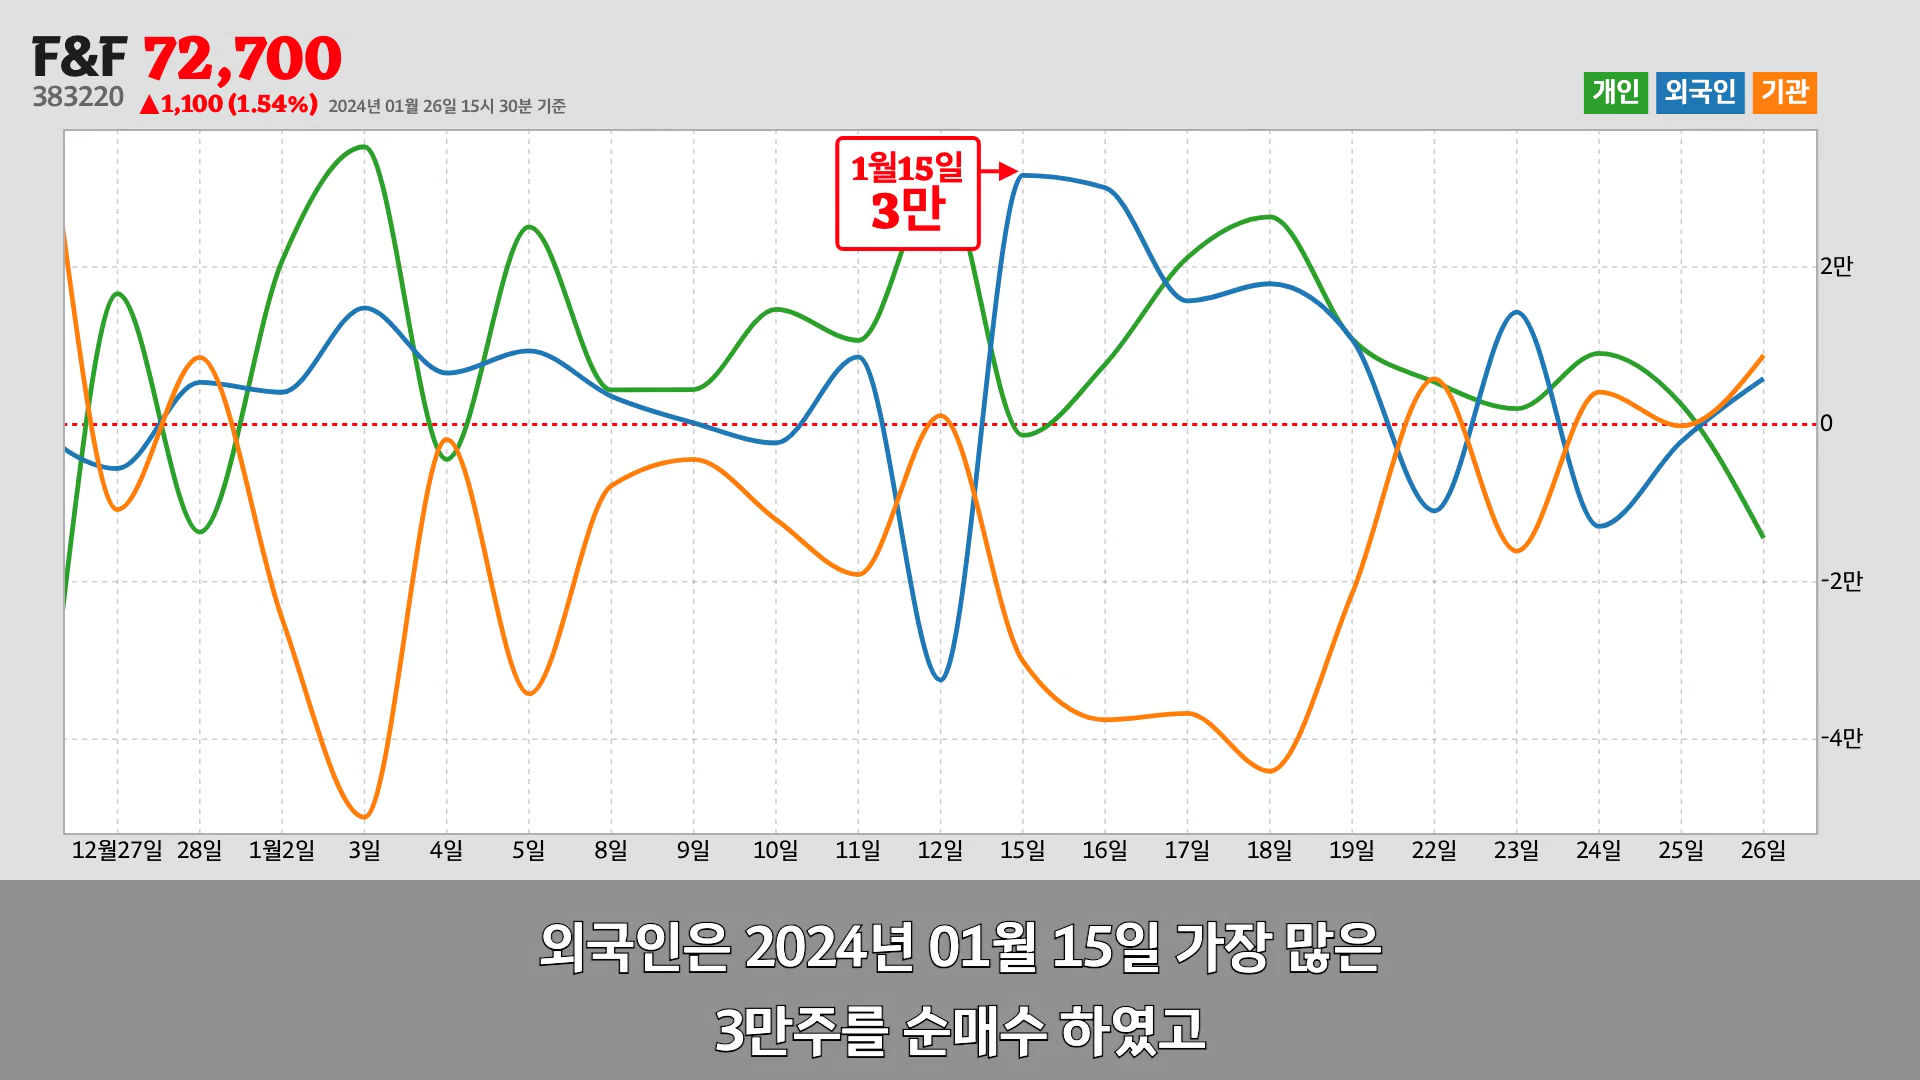 F&F 72,700
383220 ▲1,100 (1.54%) 2024년 01월 26일 15시 30분 기준
개인 외국인 기관
1월15일
3만
2만
0
-2만
-4만
12월27일 28일 1월2일 3일 4일 5일 8일 9일 10일 11일 12일 15일 16일 17일 18일 19일 22일 23일 24일 25일 26일
외국인은 2024년 01월 15일 가장 많은
3만주를 순매수 하였고